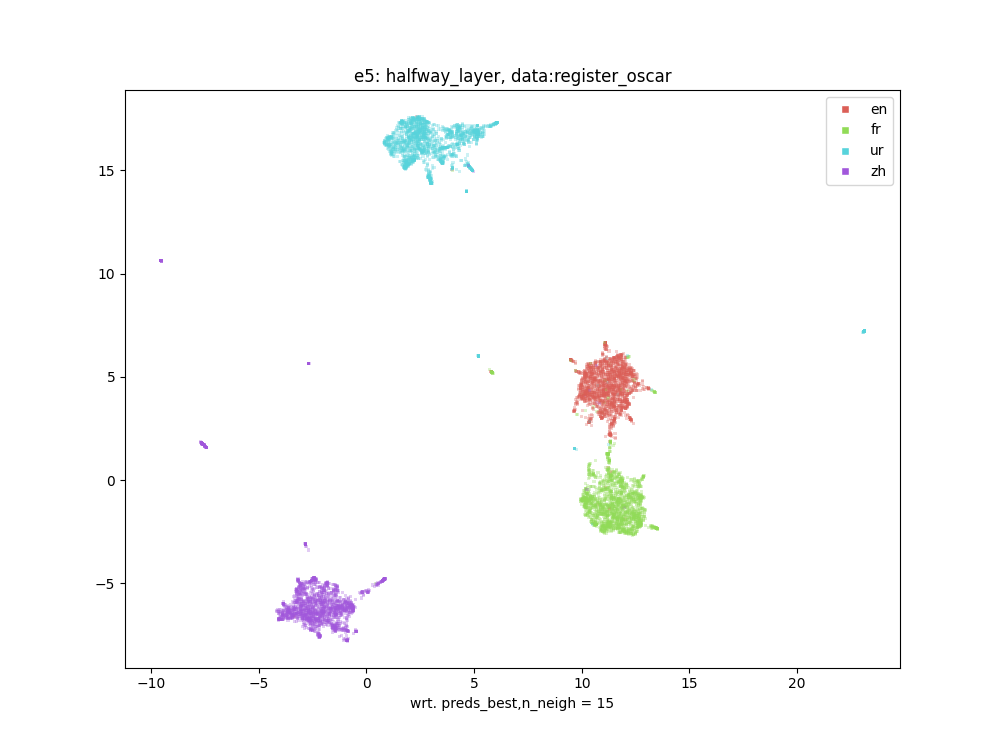 e5: halfway_layer, data:register_oscar
en
fr
ur
zh
15
10
5
0
−5
−10
−5
0
5
10
15
20
wrt. preds_best,n_neigh = 15